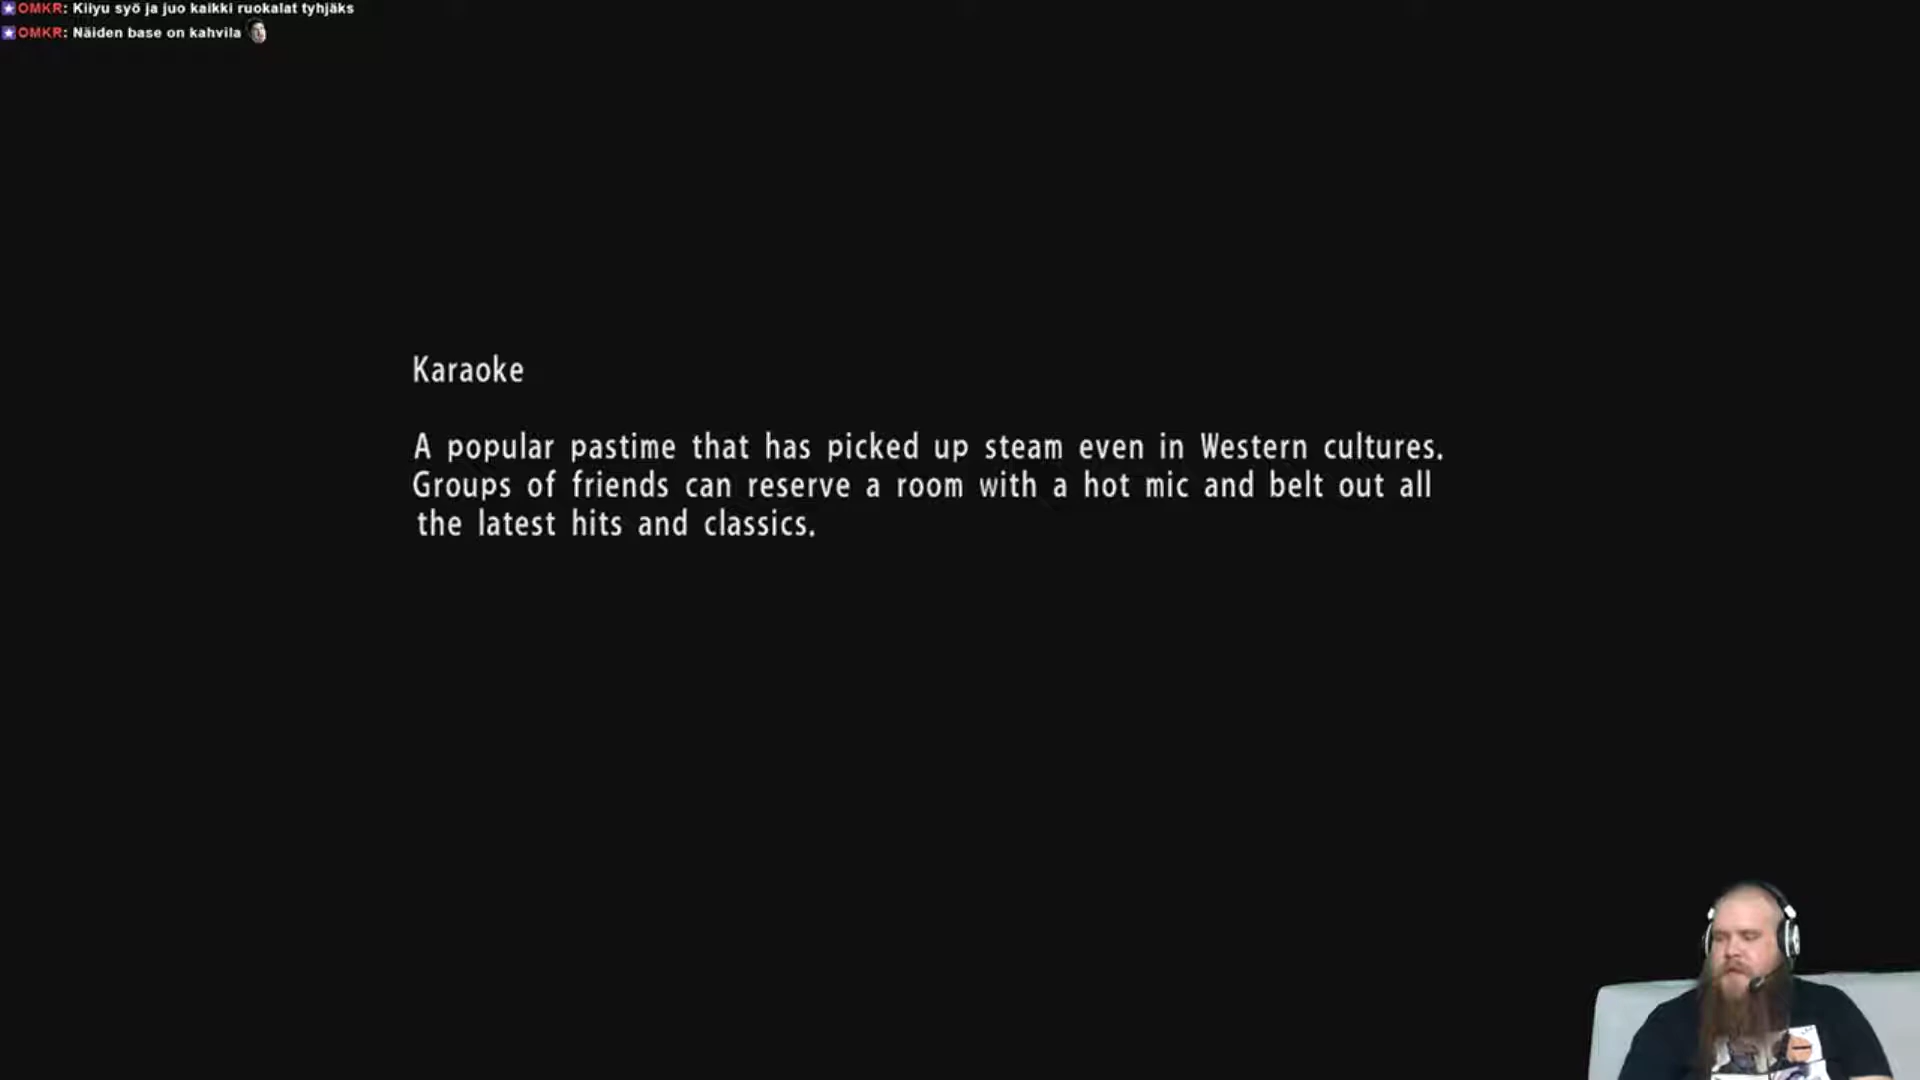 OMKR: Kiiyu syö ja juo kaikki ruokalat tyhjäks
OMKR: Näiden base on kahvila
Karaoke
A popular pastime that has picked up steam even in Western cultures.
Groups of friends can reserve a room with a hot mic and belt out all
the latest hits and classics.